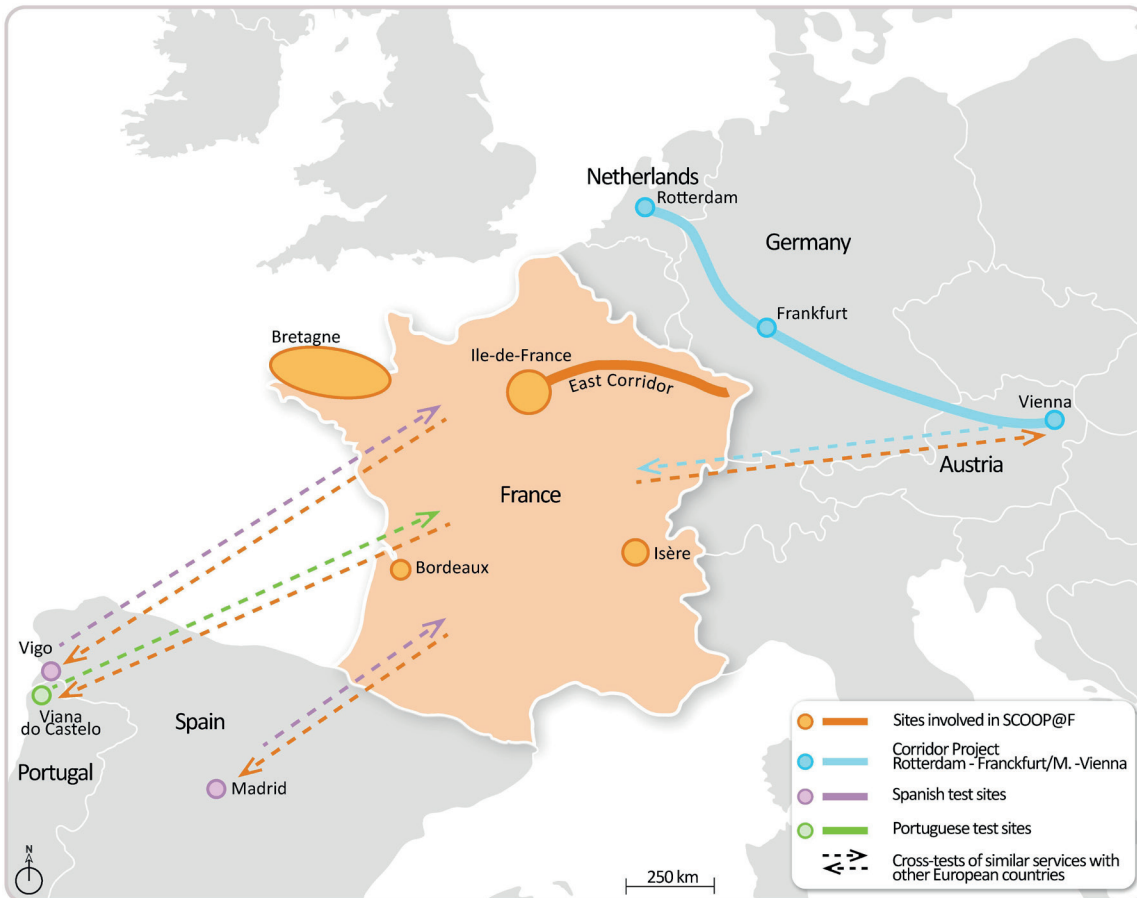 Netherlands
Rotterdam
Germany
Frankfurt
Bretagne
Ile-de-France
East Corridor
Vienna
Austria
France
Isère
Bordeaux
Vigo
Viana
do Castelo
Spain
Portugal
Madrid
N
250 km
Sites involved in SCOOP@F
Corridor Project
Rotterdam - Franckfurt/M. -Vienna
Spanish test sites
Portuguese test sites
Cross-tests of similar services with
other European countries